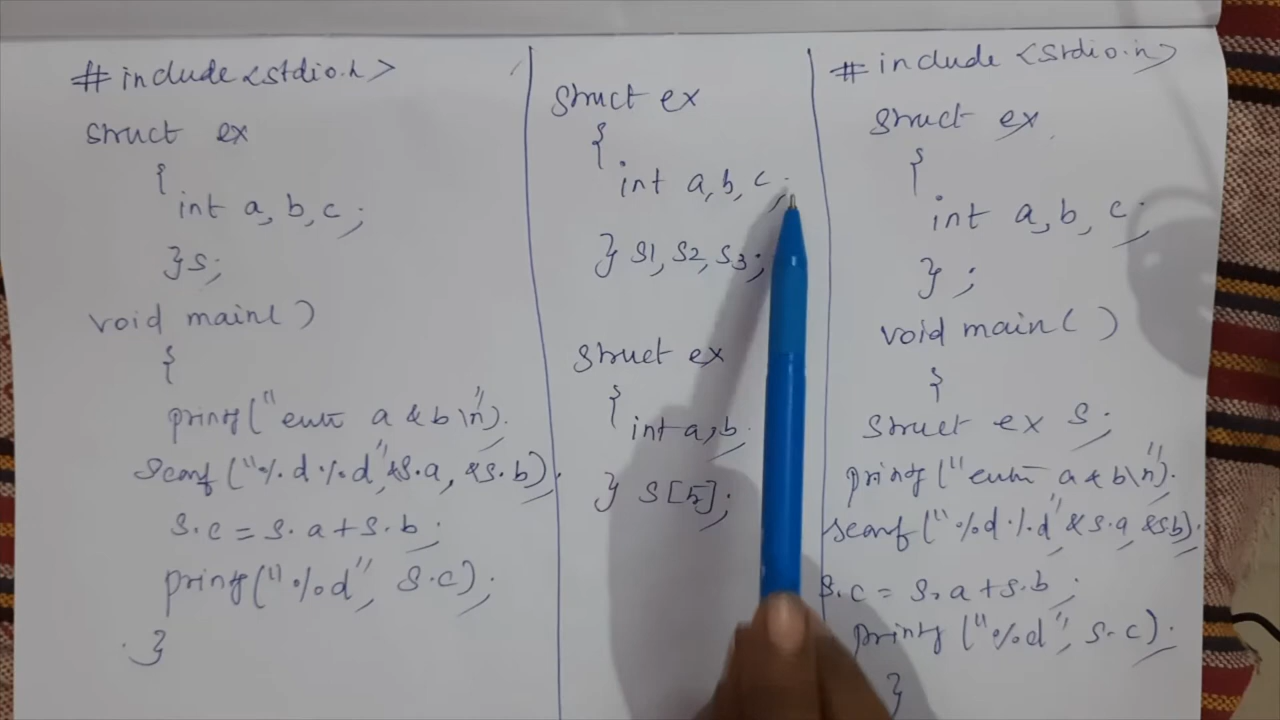 #include<stdio.h>
struct ex
{
int a, b, c;
}s;
void main()
{
printf("enter a & b\n");
scanf("%d%d",&s.a, &s.b);
s.c = s.a+s.b;
printf("%d", s.c);
}
struct ex
{
int a, b, c;
} s1, s2, s3;
struct ex
{
int a, b;
} s[5];
#include <stdio.h>
struct ex
{
int a, b, c;
};
void main()
{
struct ex s;
printf("enter a & b\n");
scanf("%d%d", &s.a, &s.b);
s.c = s.a+s.b;
printf("%d", s.c);
}